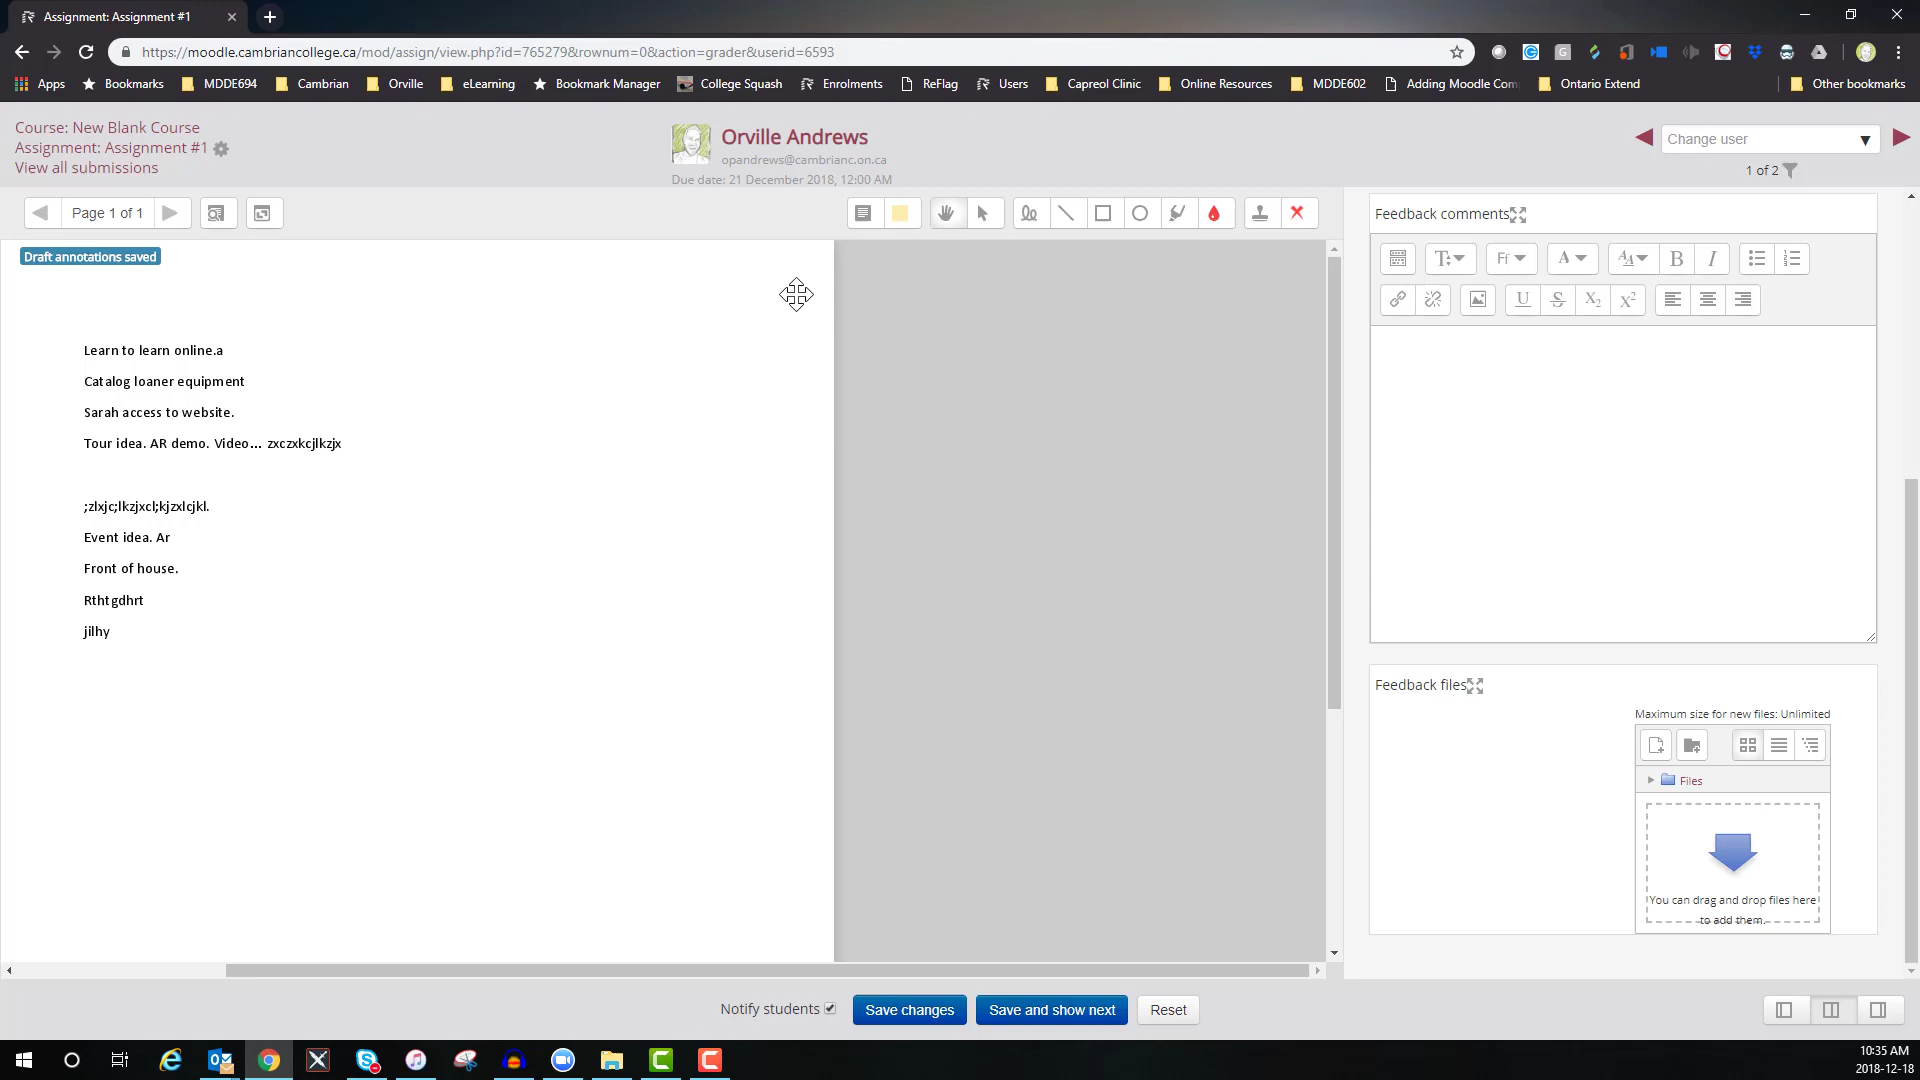 Assignment: Assignment #1
https://moodle.cambriancollege.ca/mod/assign/view.php?id=765279&rownum=0&action=grader&userid=6593
Apps Bookmarks MDDE694 Cambrian Orville eLearning Bookmark Manager College Squash Enrolments ReFlag Users Capreol Clinic Online Resources MDDE602 Adding Moodle Com Ontario Extend Other bookmarks
Course: New Blank Course
Assignment: Assignment #1
View all submissions
Orville Andrews
opandrews@cambrianc.on.ca
Due date: 21 December 2018, 12:00 AM
Change user
1 of 2
Page 1 of 1
Draft annotations saved
Learn to learn online.a
Catalog loaner equipment
Sarah access to website.
Tour idea. AR demo. Video... zxczxkcjlkzjx
;zlxjc;lkzjxcl;kjzxlcjkl.
Event idea. Ar
Front of house.
Rthtgdhrt
jilhy
Feedback comments
Feedback files
Maximum size for new files: Unlimited
Files
You can drag and drop files here
to add them.
Notify students Save changes Save and show next Reset
10:35 AM
2018-12-18